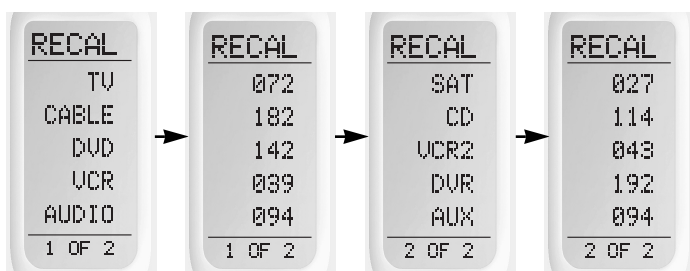 RECAL
TV
CABLE
DVD
VCR
AUDIO
1 OF 2
RECAL
072
182
142
039
094
1 OF 2
RECAL
SAT
CD
VCR2
DVR
AUX
2 OF 2
RECAL
027
114
043
192
094
2 OF 2